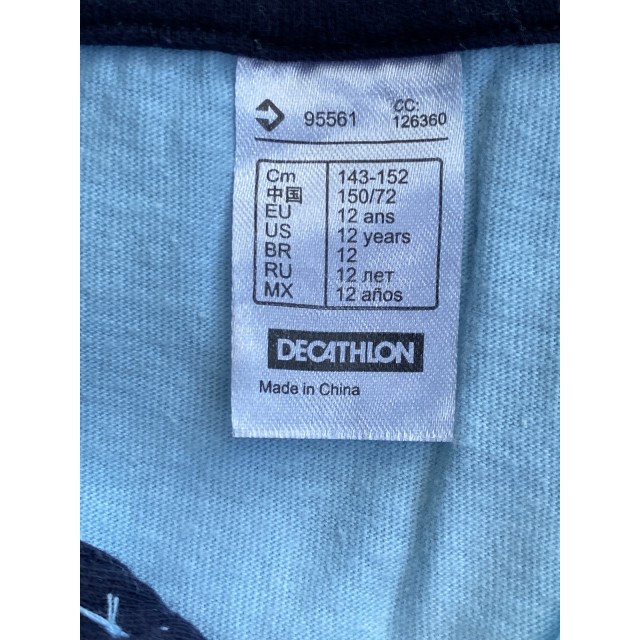 95561 CC: 126360
Cm 143-152
中国 150/72
EU 12 ans
US 12 years
BR 12
RU 12 лет
MX 12 años
DECATHLON
Made in China